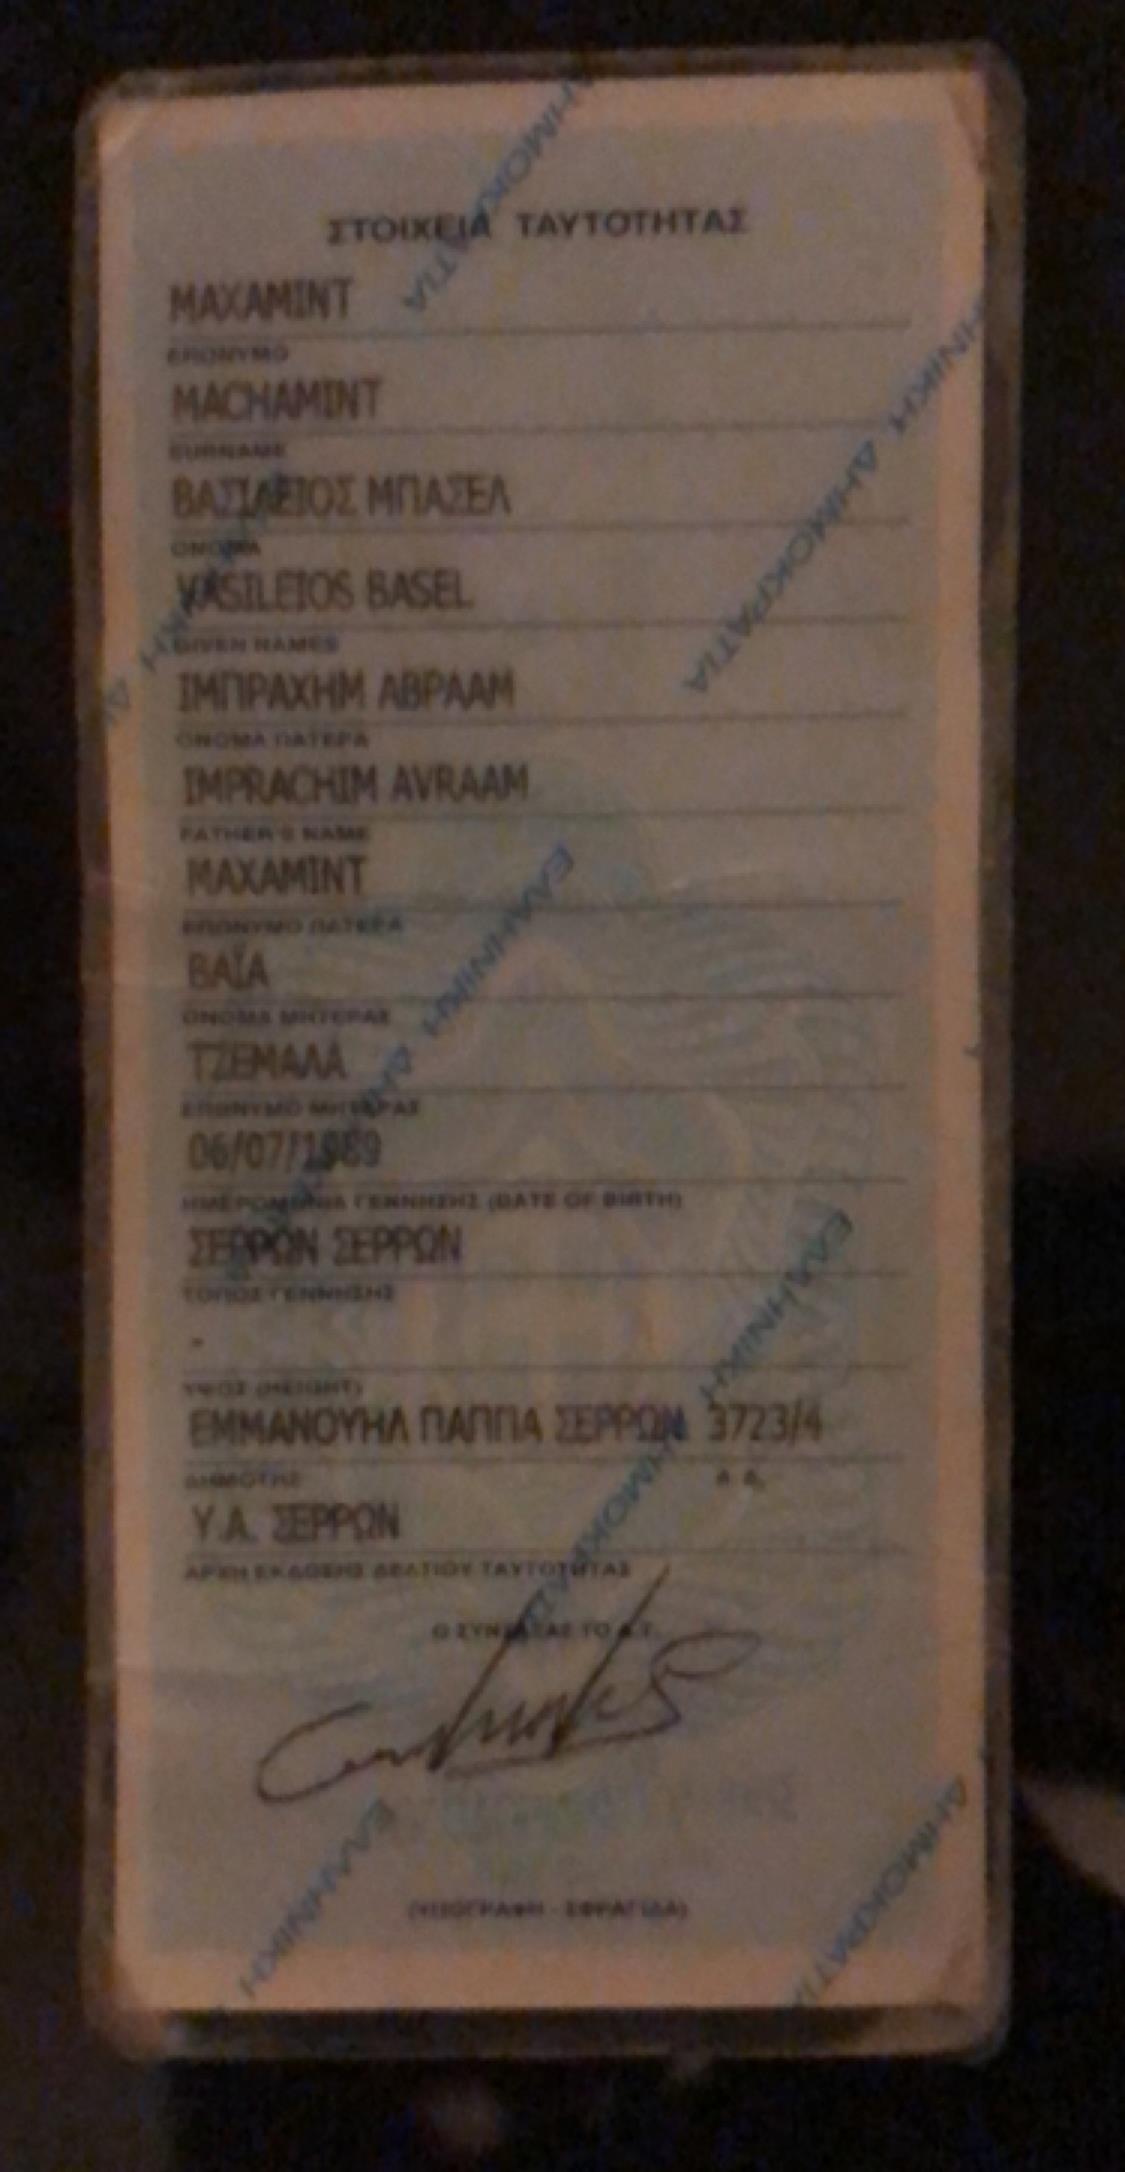 ΣΤΟΙΧΕΙΑ ΤΑΥΤΟΤΗΤΑΣ
ΜΑΧΑΜΙΝΤ
ΕΠΩΝΥΜΟ
MACHAMINT
SURNAME
ΒΑΣΙΛΕΙΟΣ ΜΠΑΣΕΛ
ΟΝΟΜΑ
VASILEIOS BASEL
GIVEN NAMES
ΙΜΠΡΑΧΗΜ ΑΒΡΑΑΜ
ΟΝΟΜΑ ΠΑΤΕΡΑ
IMPRACHIM AVRAAM
FATHER'S NAME
ΜΑΧΑΜΙΝΤ
ΕΠΩΝΥΜΟ ΠΑΤΕΡΑ
ΒΑΪΑ
ΟΝΟΜΑ ΜΗΤΕΡΑΣ
ΤΖΕΜΑΛΑ
ΕΠΩΝΥΜΟ ΜΗΤΕΡΑΣ
06/07/1989
ΗΜΕΡΟΜΗΝΙΑ ΓΕΝΝΗΣΗΣ (DATE OF BIRTH)
ΣΕΡΡΩΝ ΣΕΡΡΩΝ
ΤΟΠΟΣ ΓΕΝΝΗΣΗΣ
-
ΥΨΟΣ (HEIGHT)
ΕΜΜΑΝΟΥΗΛ ΠΑΠΠΑ ΣΕΡΡΩΝ 3723/4
ΔΗΜΟΤΗΣ Α.Δ.
Υ.Α. ΣΕΡΡΩΝ
ΑΡΧΗ ΕΚΔΟΣΗΣ ΔΕΛΤΙΟΥ ΤΑΥΤΟΤΗΤΑΣ
Ο ΣΥΝΤΑΞΑΣ ΤΟ Δ.Τ.
(ΥΠΟΓΡΑΦΗ - ΣΦΡΑΓΙΔΑ)
ΕΛΛΗΝΙΚΗ ΔΗΜΟΚΡΑΤΙΑ